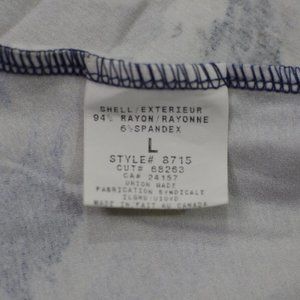 SHELL/EXTERIEUR
94% RAYON/RAYONNE
6%SPANDEX
L
STYLE# 8715
CUT# 68263
CA# 24157
UNION MADE
FABRICATION SYNDICALE
MADE IN FAIT AU CANADA